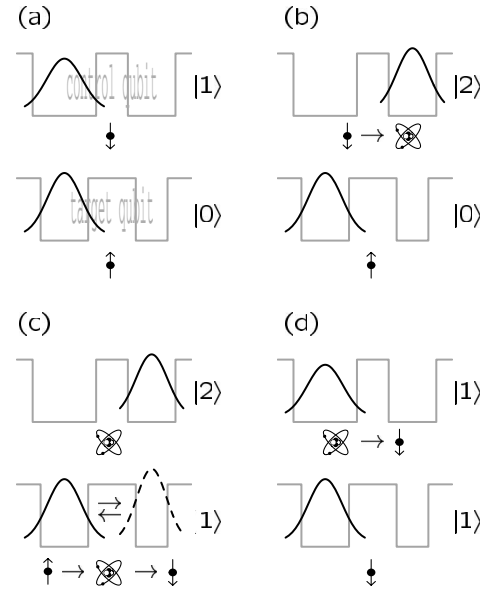 (a)
control qubit
|1⟩
target qubit
|0⟩
(b)
|2⟩
|0⟩
(c)
|2⟩
1⟩
(d)
|1⟩
|1⟩